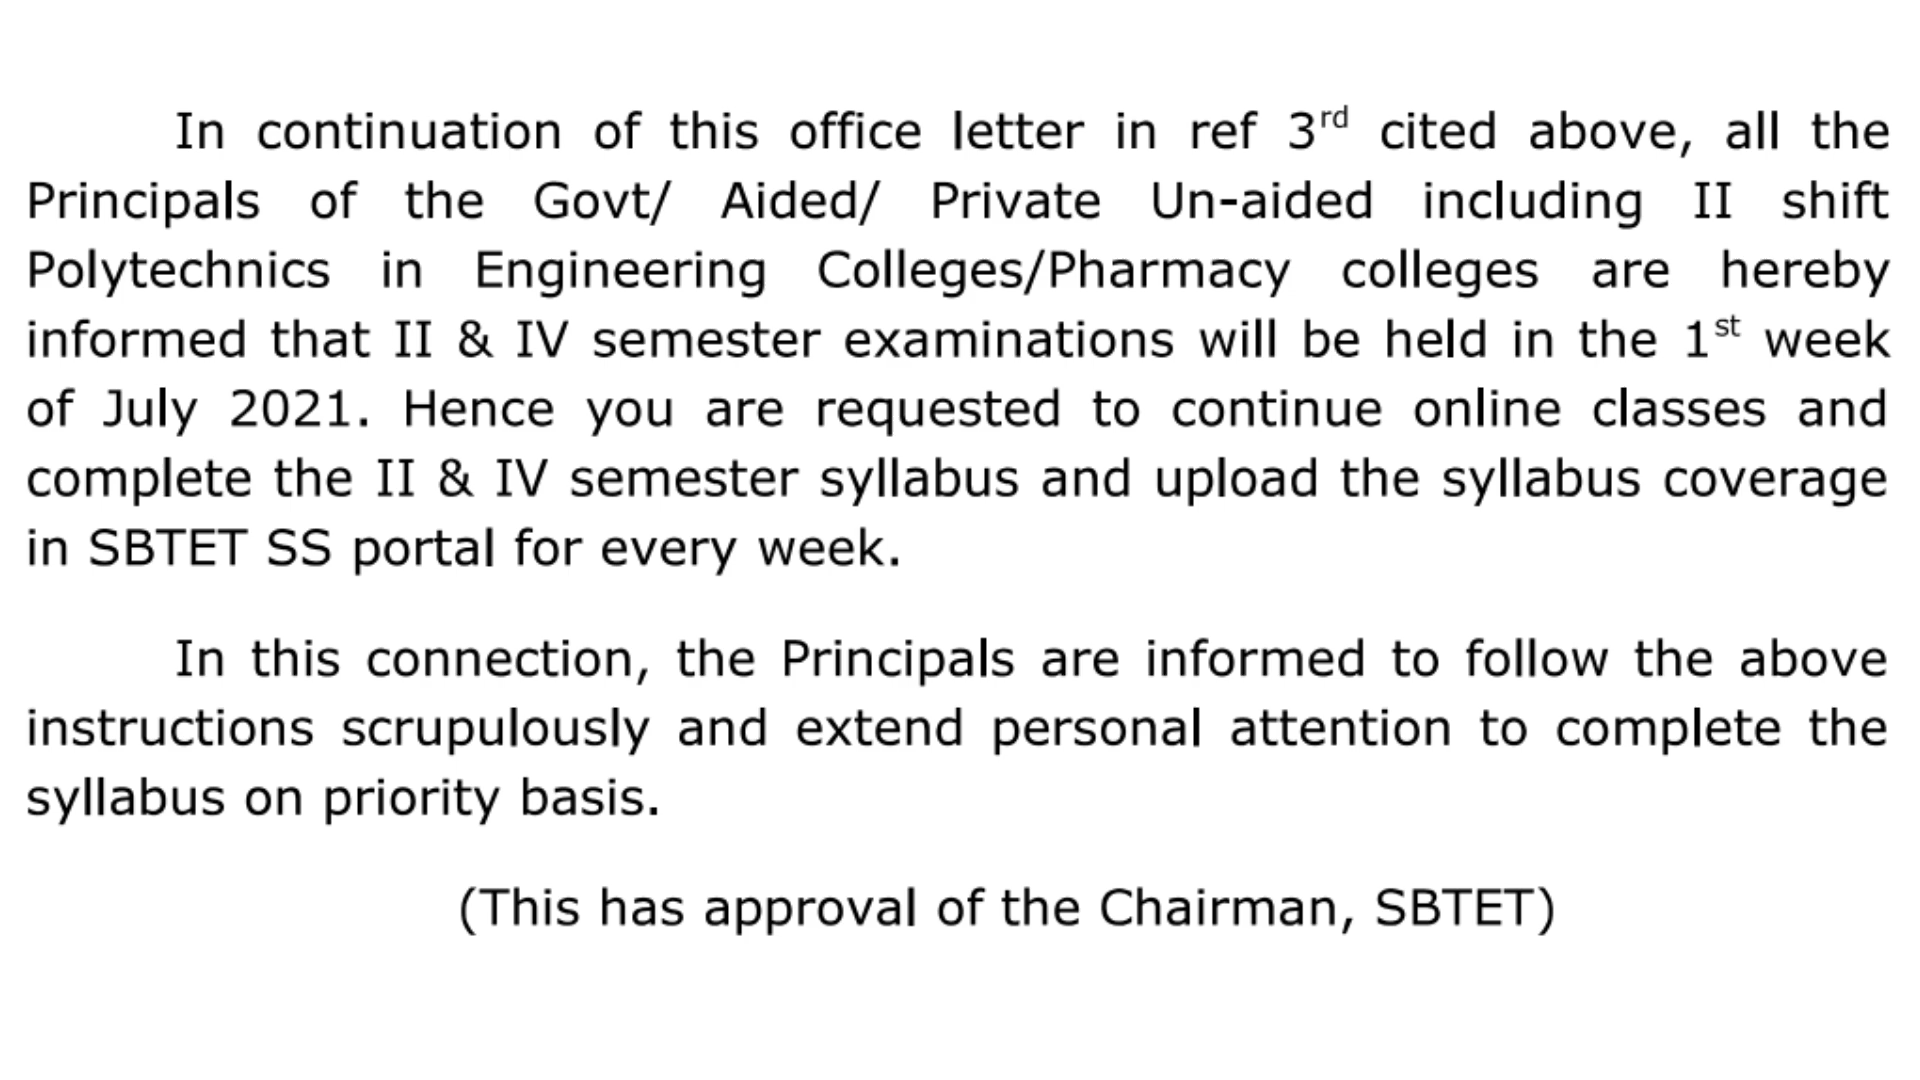 In continuation of this office letter in ref 3rd cited above, all the
Principals of the Govt/ Aided/ Private Un-aided including II shift
Polytechnics in Engineering Colleges/Pharmacy colleges are hereby
informed that II & IV semester examinations will be held in the 1st week
of July 2021. Hence you are requested to continue online classes and
complete the II & IV semester syllabus and upload the syllabus coverage
in SBTET SS portal for every week.
In this connection, the Principals are informed to follow the above
instructions scrupulously and extend personal attention to complete the
syllabus on priority basis.
(This has approval of the Chairman, SBTET)